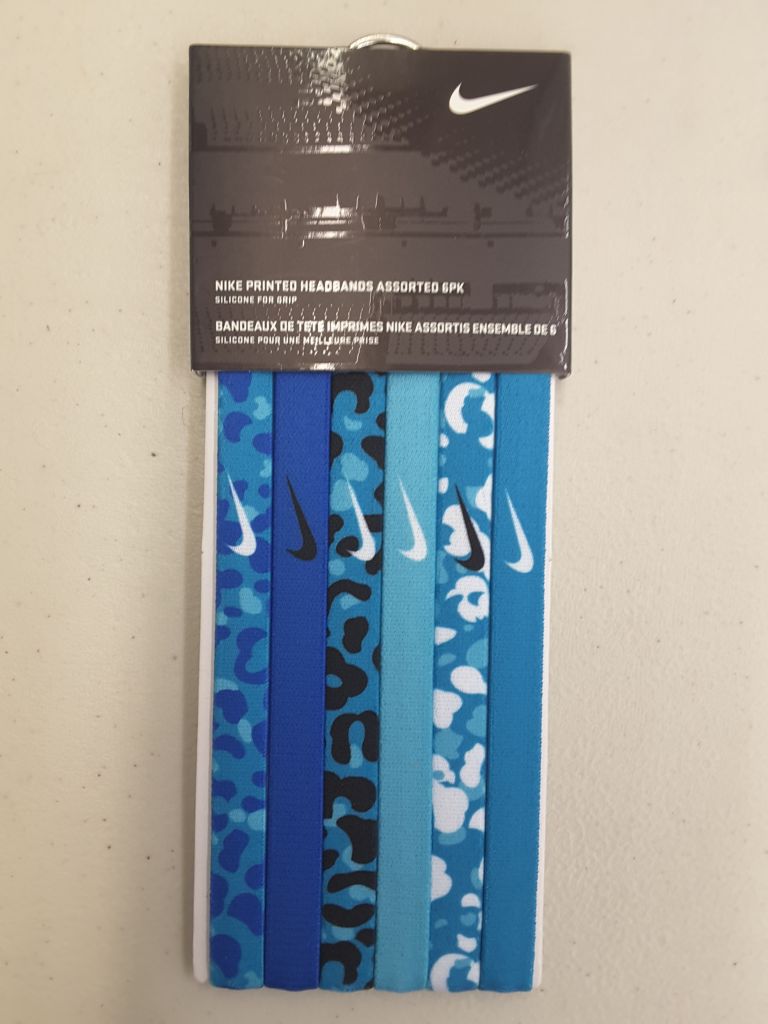 NIKE PRINTED HEADBANDS ASSORTED 6PK
SILICONE FOR GRIP
BANDEAUX DE TETE IMPRIMES NIKE ASSORTIS ENSEMBLE DE 6
SILICONE POUR UNE MEILLEURE PRISE